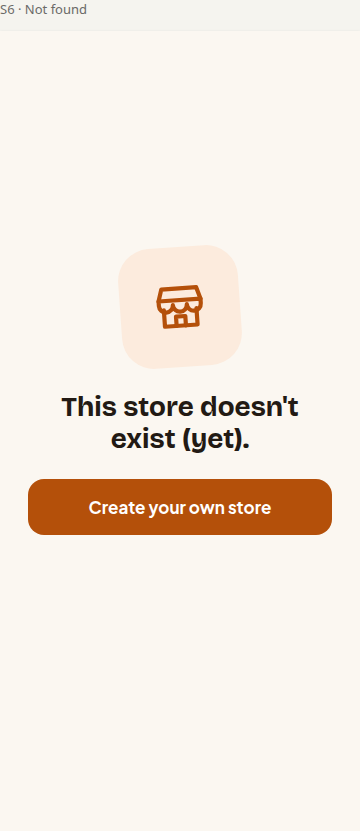 S6 · Not found
This store doesn't
exist (yet).
Create your own store